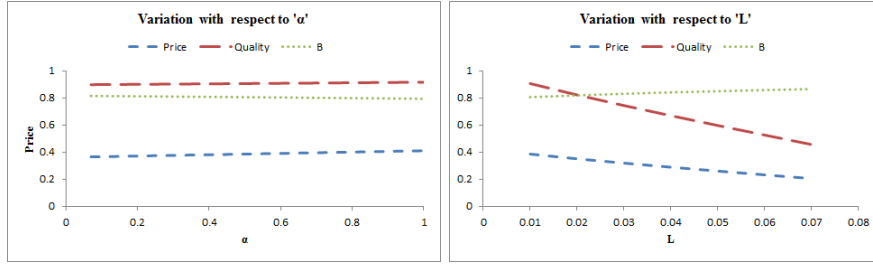 Variation with respect to 'α'
Price Quality B
1
0.8
0.6
0.4
0.2
0
Price
0 0.2 0.4 0.6 0.8 1
α
Variation with respect to 'L'
Price Quality B
1
0.8
0.6
0.4
0.2
0
0 0.01 0.02 0.03 0.04 0.05 0.06 0.07 0.08
L